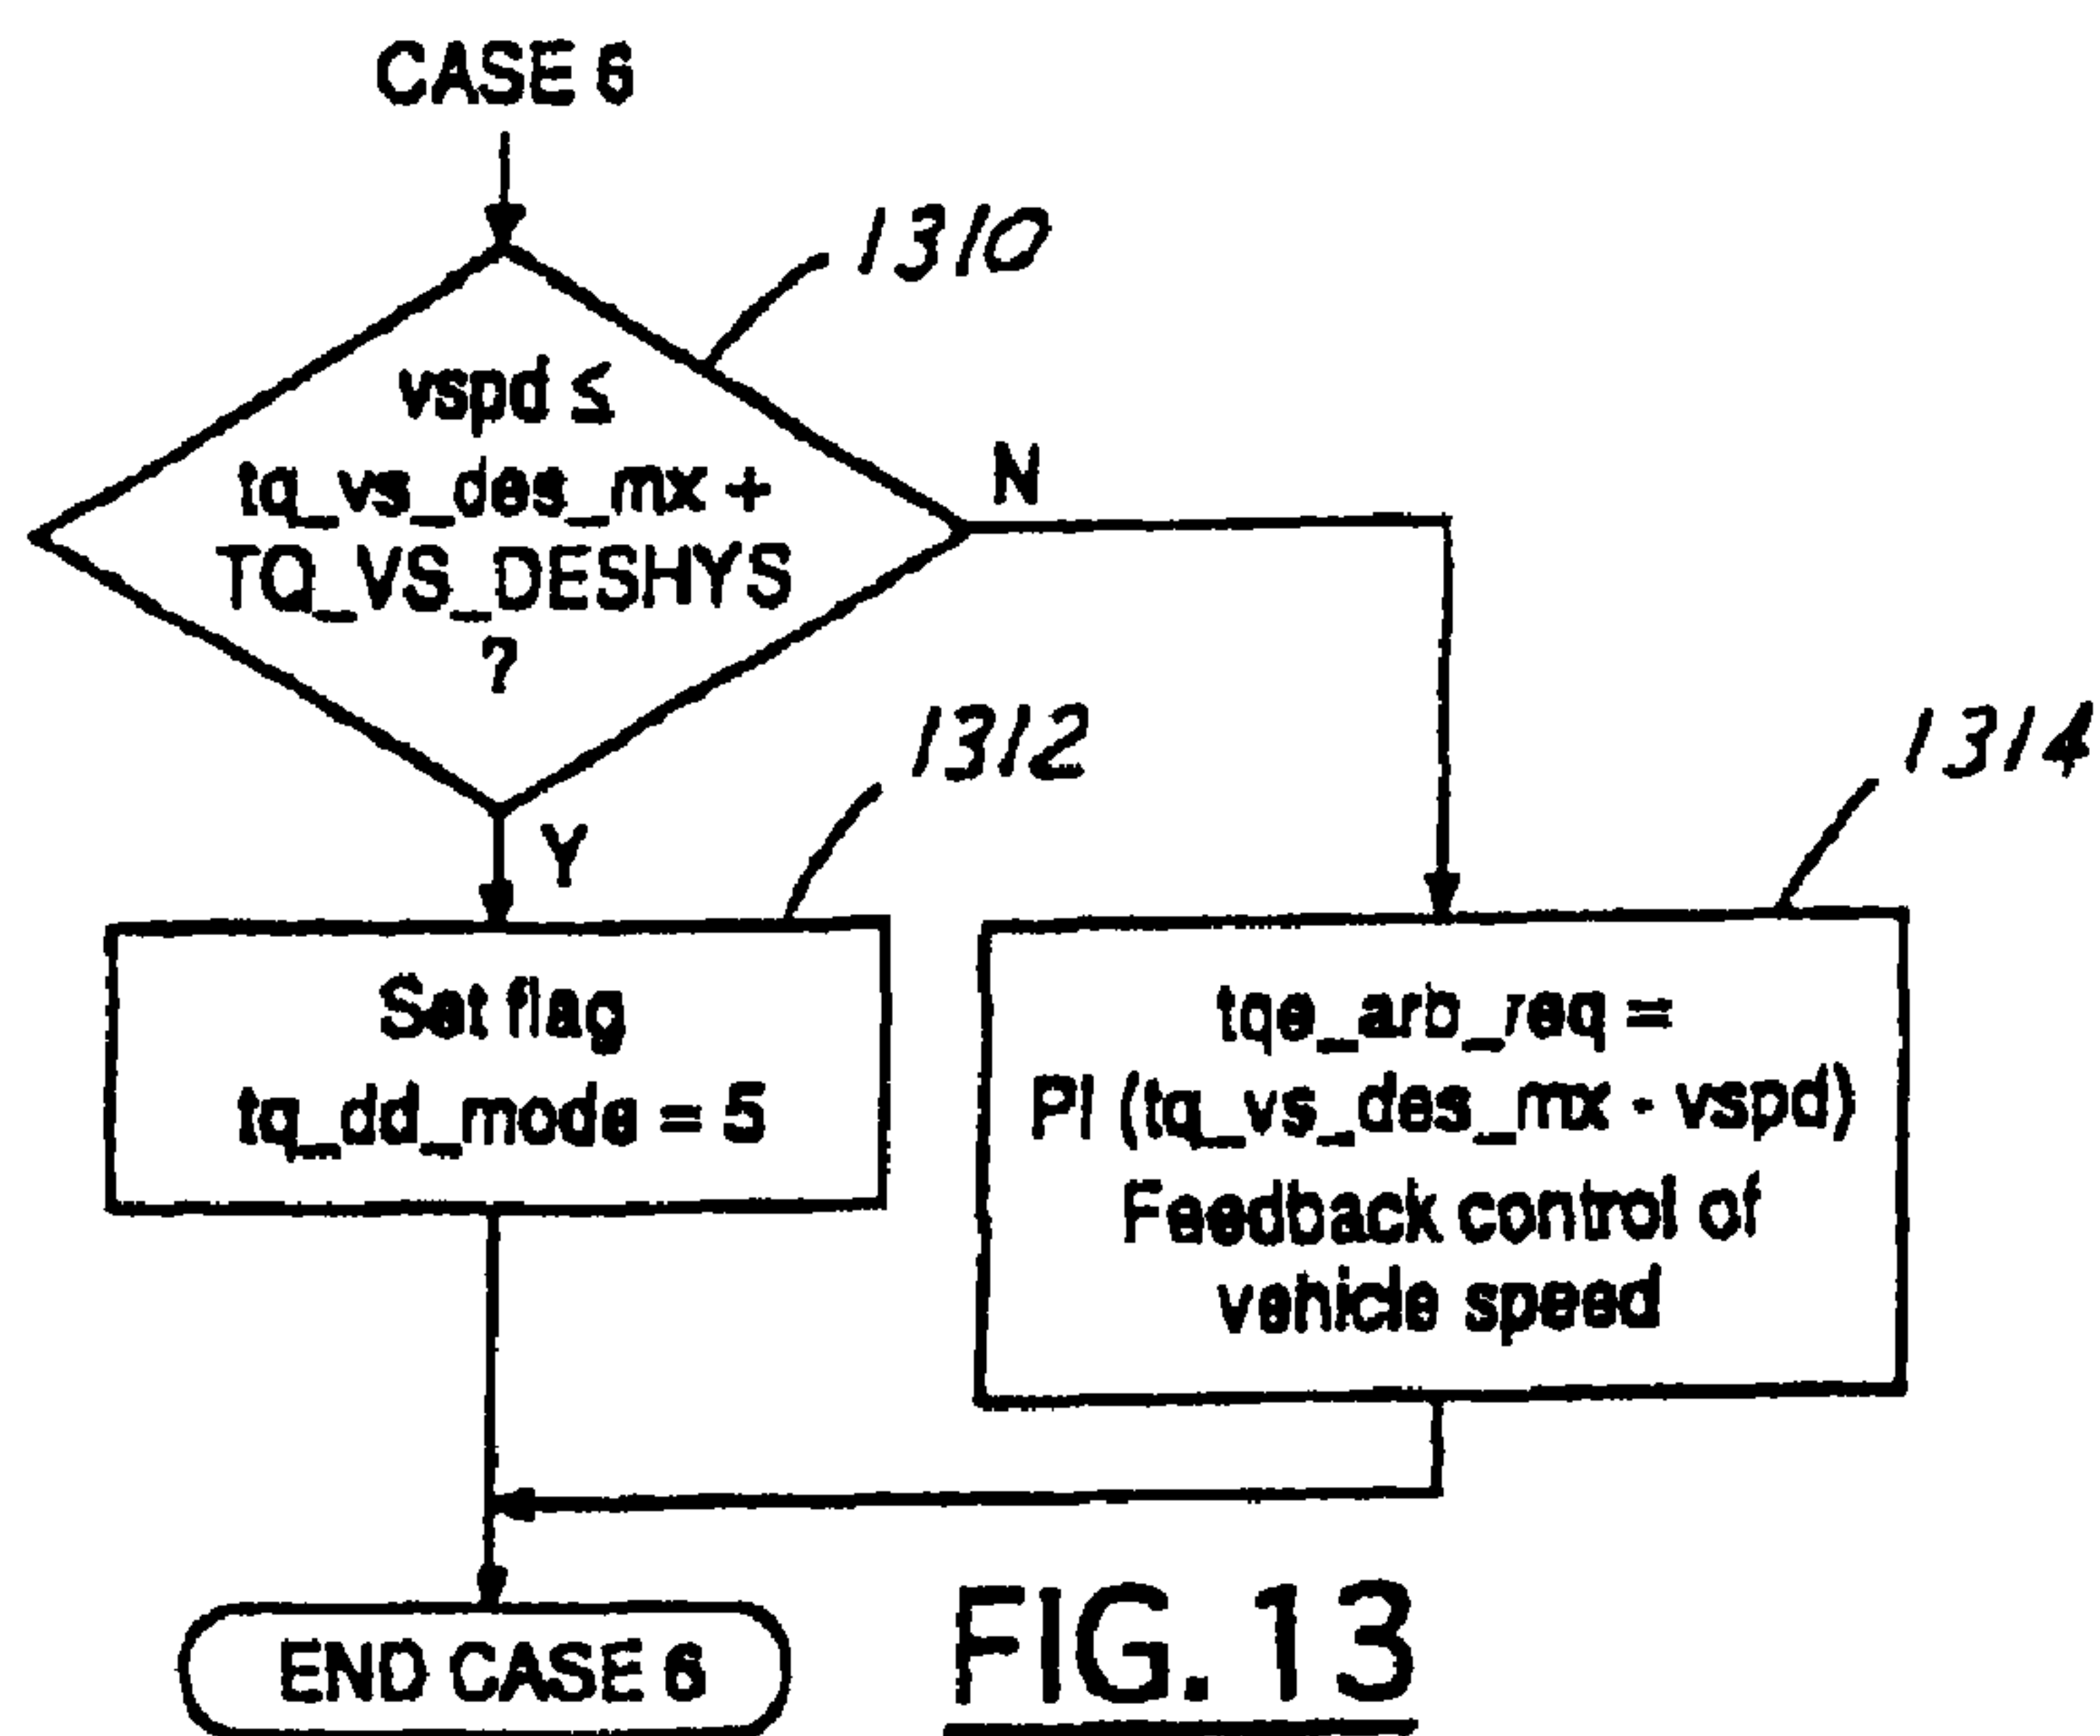 CASE 6
1310
vspd ≤
tq_vs_des_mx +
TQ_VS_DESHYS
?
N
Y
1312
1314
Set flag
tq_dd_mode = 5
tqe_arb_req =
PI (tq_vs_des_mx - vspd)
Feedback control of
vehicle speed
END CASE 6
FIG. 13